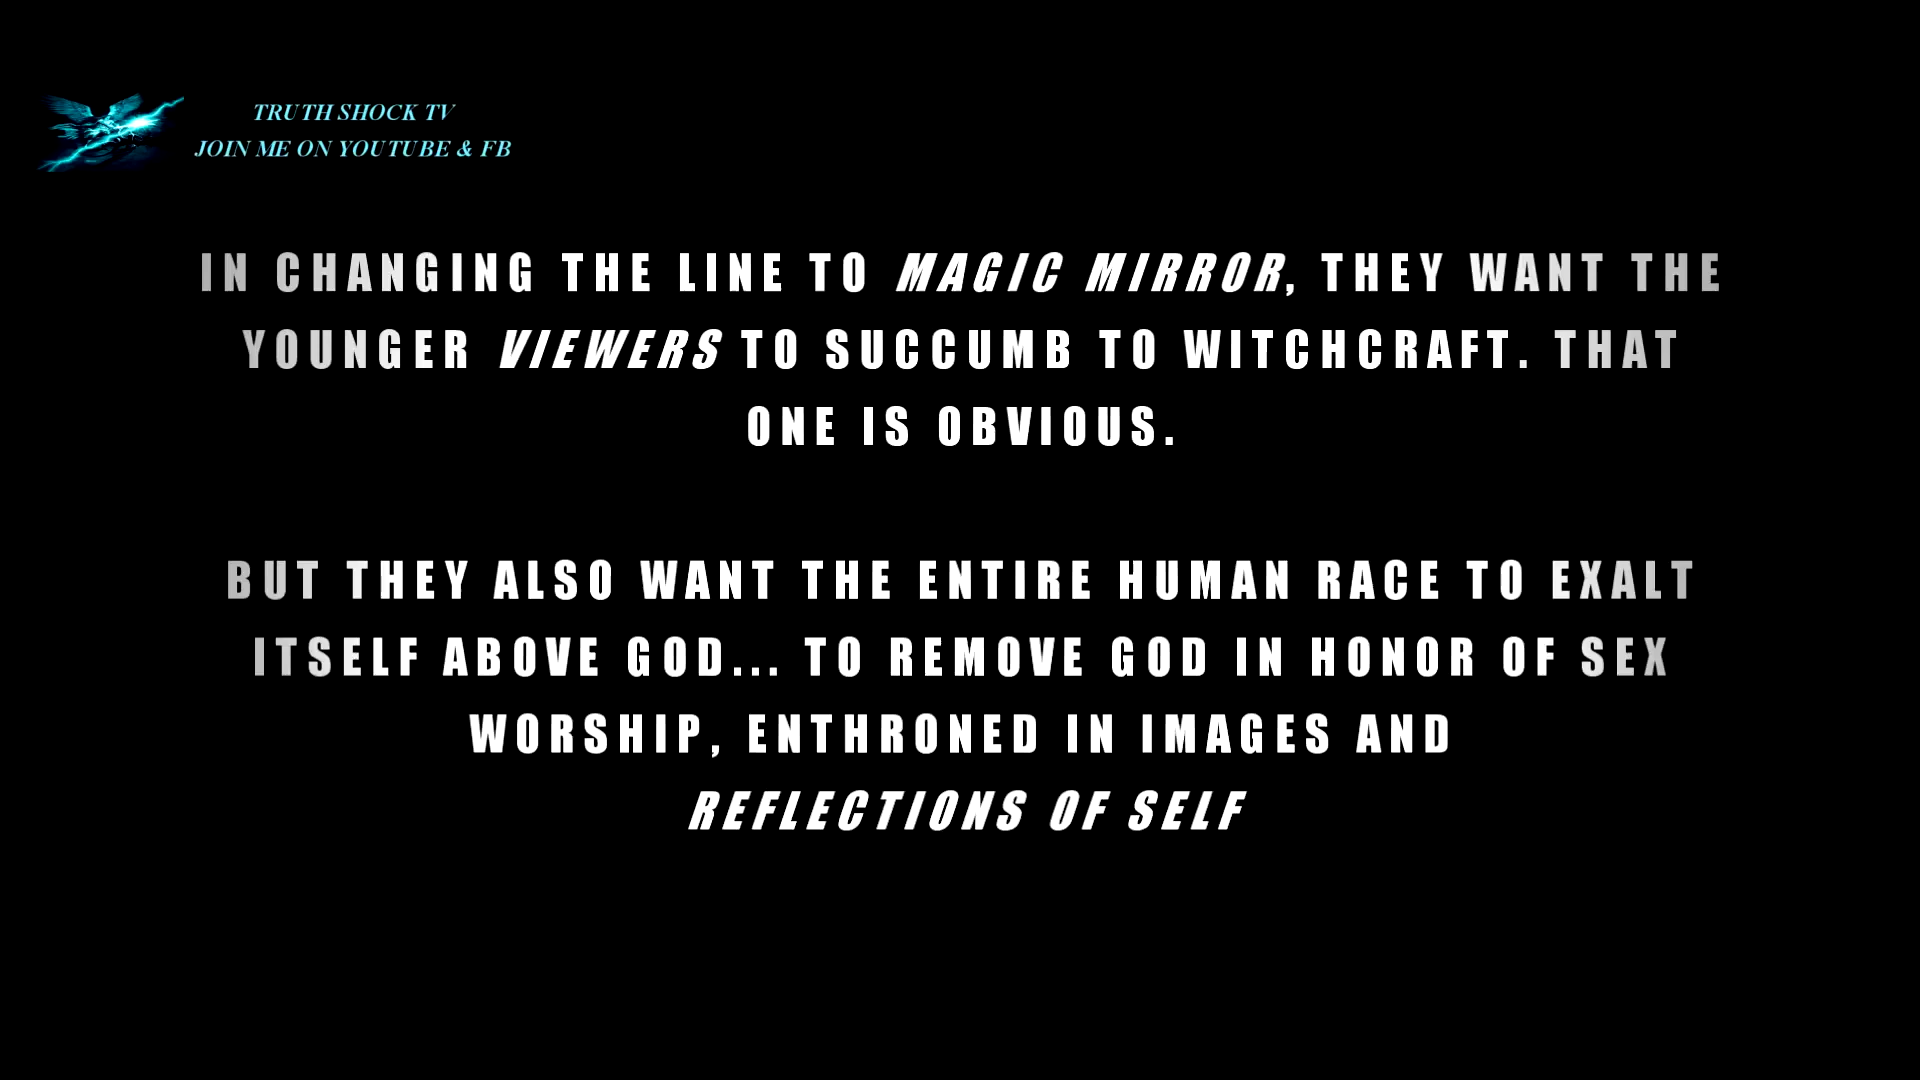 TRUTH SHOCK TV
JOIN ME ON YOUTUBE & FB
IN CHANGING THE LINE TO MAGIC MIRROR, THEY WANT THE
YOUNGER VIEWERS TO SUCCUMB TO WITCHCRAFT. THAT
ONE IS OBVIOUS.
BUT THEY ALSO WANT THE ENTIRE HUMAN RACE TO EXALT
ITSELF ABOVE GOD... TO REMOVE GOD IN HONOR OF SEX
WORSHIP, ENTHRONED IN IMAGES AND
REFLECTIONS OF SELF